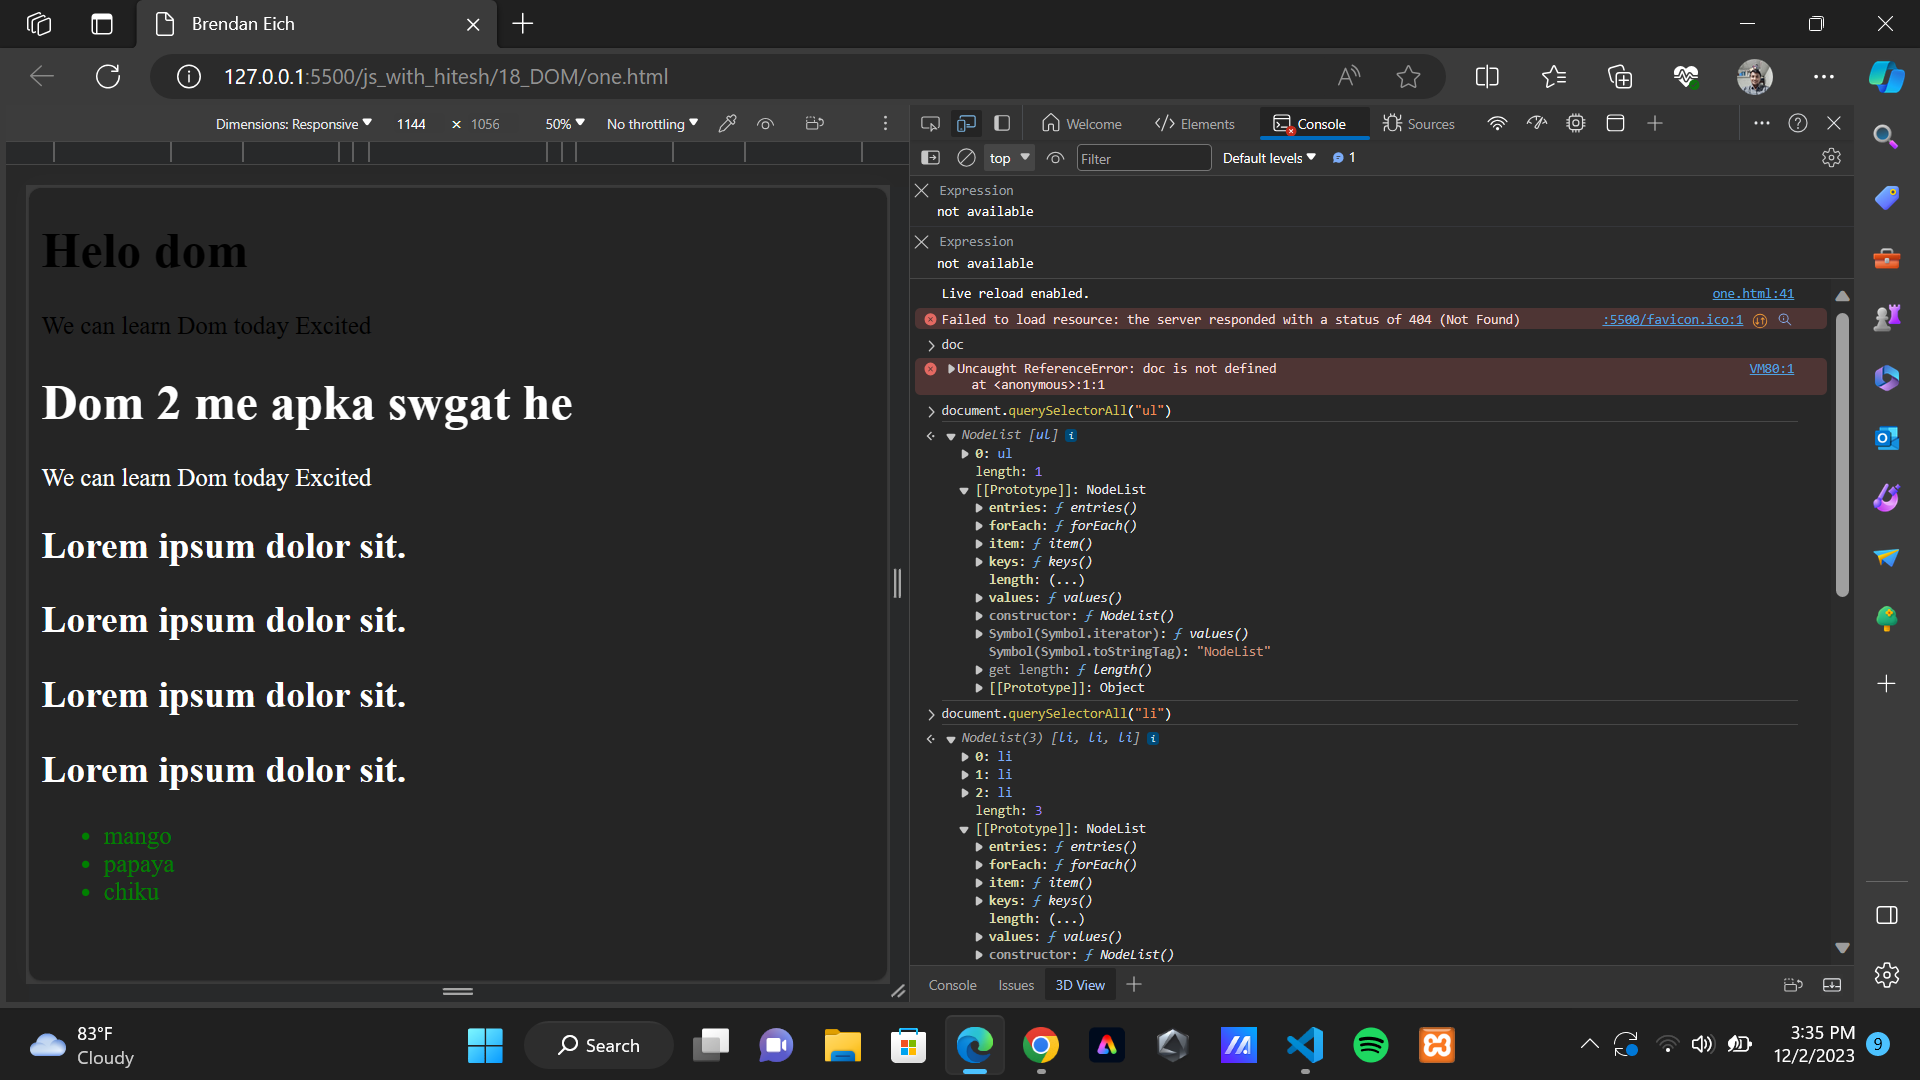 Brendan Eich
127.0.0.1:5500/js_with_hitesh/18_DOM/one.html
Dimensions: Responsive 1144 × 1056 50% No throttling
Helo dom
We can learn Dom today Excited
Dom 2 me apka swgat he
We can learn Dom today Excited
Lorem ipsum dolor sit.
Lorem ipsum dolor sit.
Lorem ipsum dolor sit.
Lorem ipsum dolor sit.
• mango
• papaya
• chiku
Welcome Elements Console Sources
top Filter Default levels 1
Expression
not available
Expression
not available
Live reload enabled. one.html:41
Failed to load resource: the server responded with a status of 404 (Not Found) :5500/favicon.ico:1
doc
Uncaught ReferenceError: doc is not defined VM80:1
at <anonymous>:1:1
document.querySelectorAll("ul")
NodeList [ul] i
0: ul
length: 1
[[Prototype]]: NodeList
entries: ƒ entries()
forEach: ƒ forEach()
item: ƒ item()
keys: ƒ keys()
length: (...)
values: ƒ values()
constructor: ƒ NodeList()
Symbol(Symbol.iterator): ƒ values()
Symbol(Symbol.toStringTag): "NodeList"
get length: ƒ length()
[[Prototype]]: Object
document.querySelectorAll("li")
NodeList(3) [li, li, li] i
0: li
1: li
2: li
length: 3
[[Prototype]]: NodeList
entries: ƒ entries()
forEach: ƒ forEach()
item: ƒ item()
keys: ƒ keys()
length: (...)
values: ƒ values()
constructor: ƒ NodeList()
Console Issues 3D View
83°F
Cloudy
Search
3:35 PM
12/2/2023
9